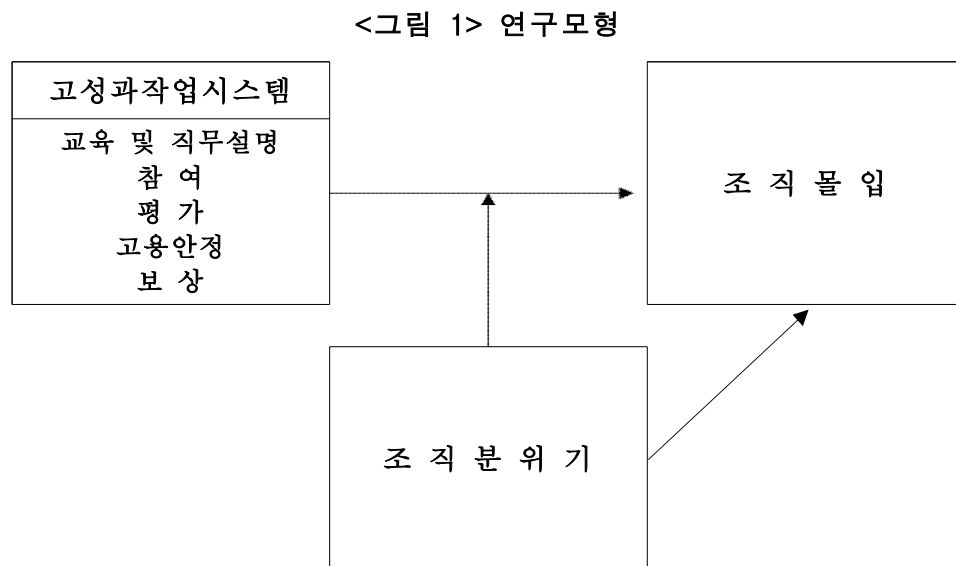 <그림 1> 연구모형
고성과작업시스템
교육 및 직무설명
참 여
평 가
고용안정
보 상
조 직 몰 입
조 직 분 위 기